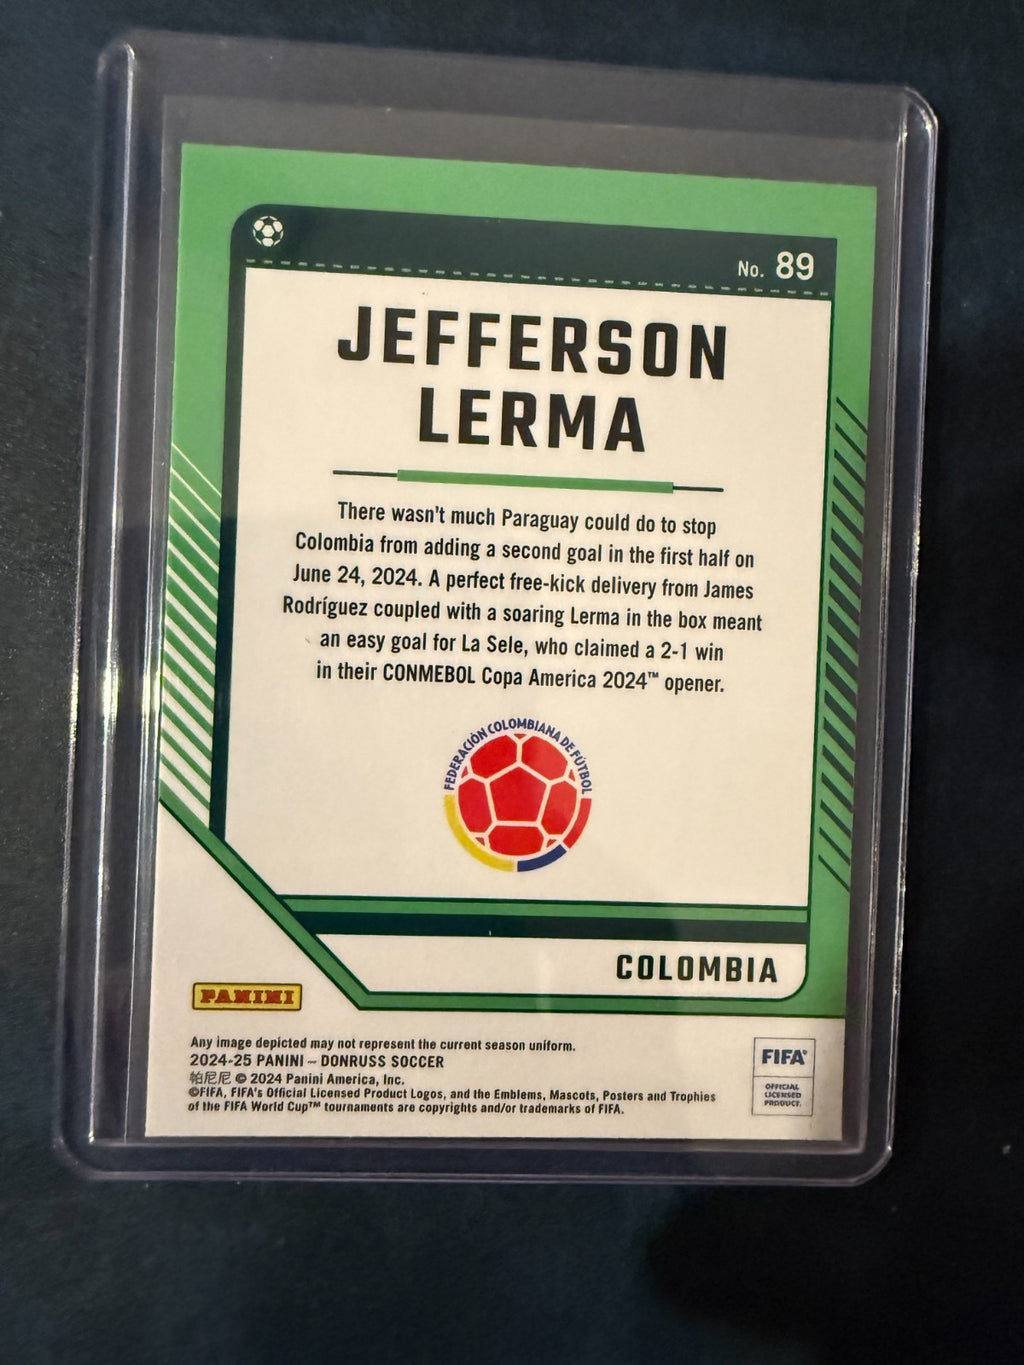 No. 89
JEFFERSON
LERMA
There wasn't much Paraguay could do to stop
Colombia from adding a second goal in the first half on
June 24, 2024. A perfect free-kick delivery from James
Rodríguez coupled with a soaring Lerma in the box meant
an easy goal for La Sele, who claimed a 2-1 win
in their CONMEBOL Copa America 2024™ opener.
FEDERACIÓN COLOMBIANA DE FÚTBOL
COLOMBIA
PANINI
Any image depicted may not represent the current season uniform.
2024-25 PANINI – DONRUSS SOCCER
帕尼尼 © 2024 Panini America, Inc.
©FIFA, FIFA's Official Licensed Product Logos, and the Emblems, Mascots, Posters and Trophies
of the FIFA World Cup™ tournaments are copyrights and/or trademarks of FIFA.
FIFA®
OFFICIAL
LICENSED
PRODUCT